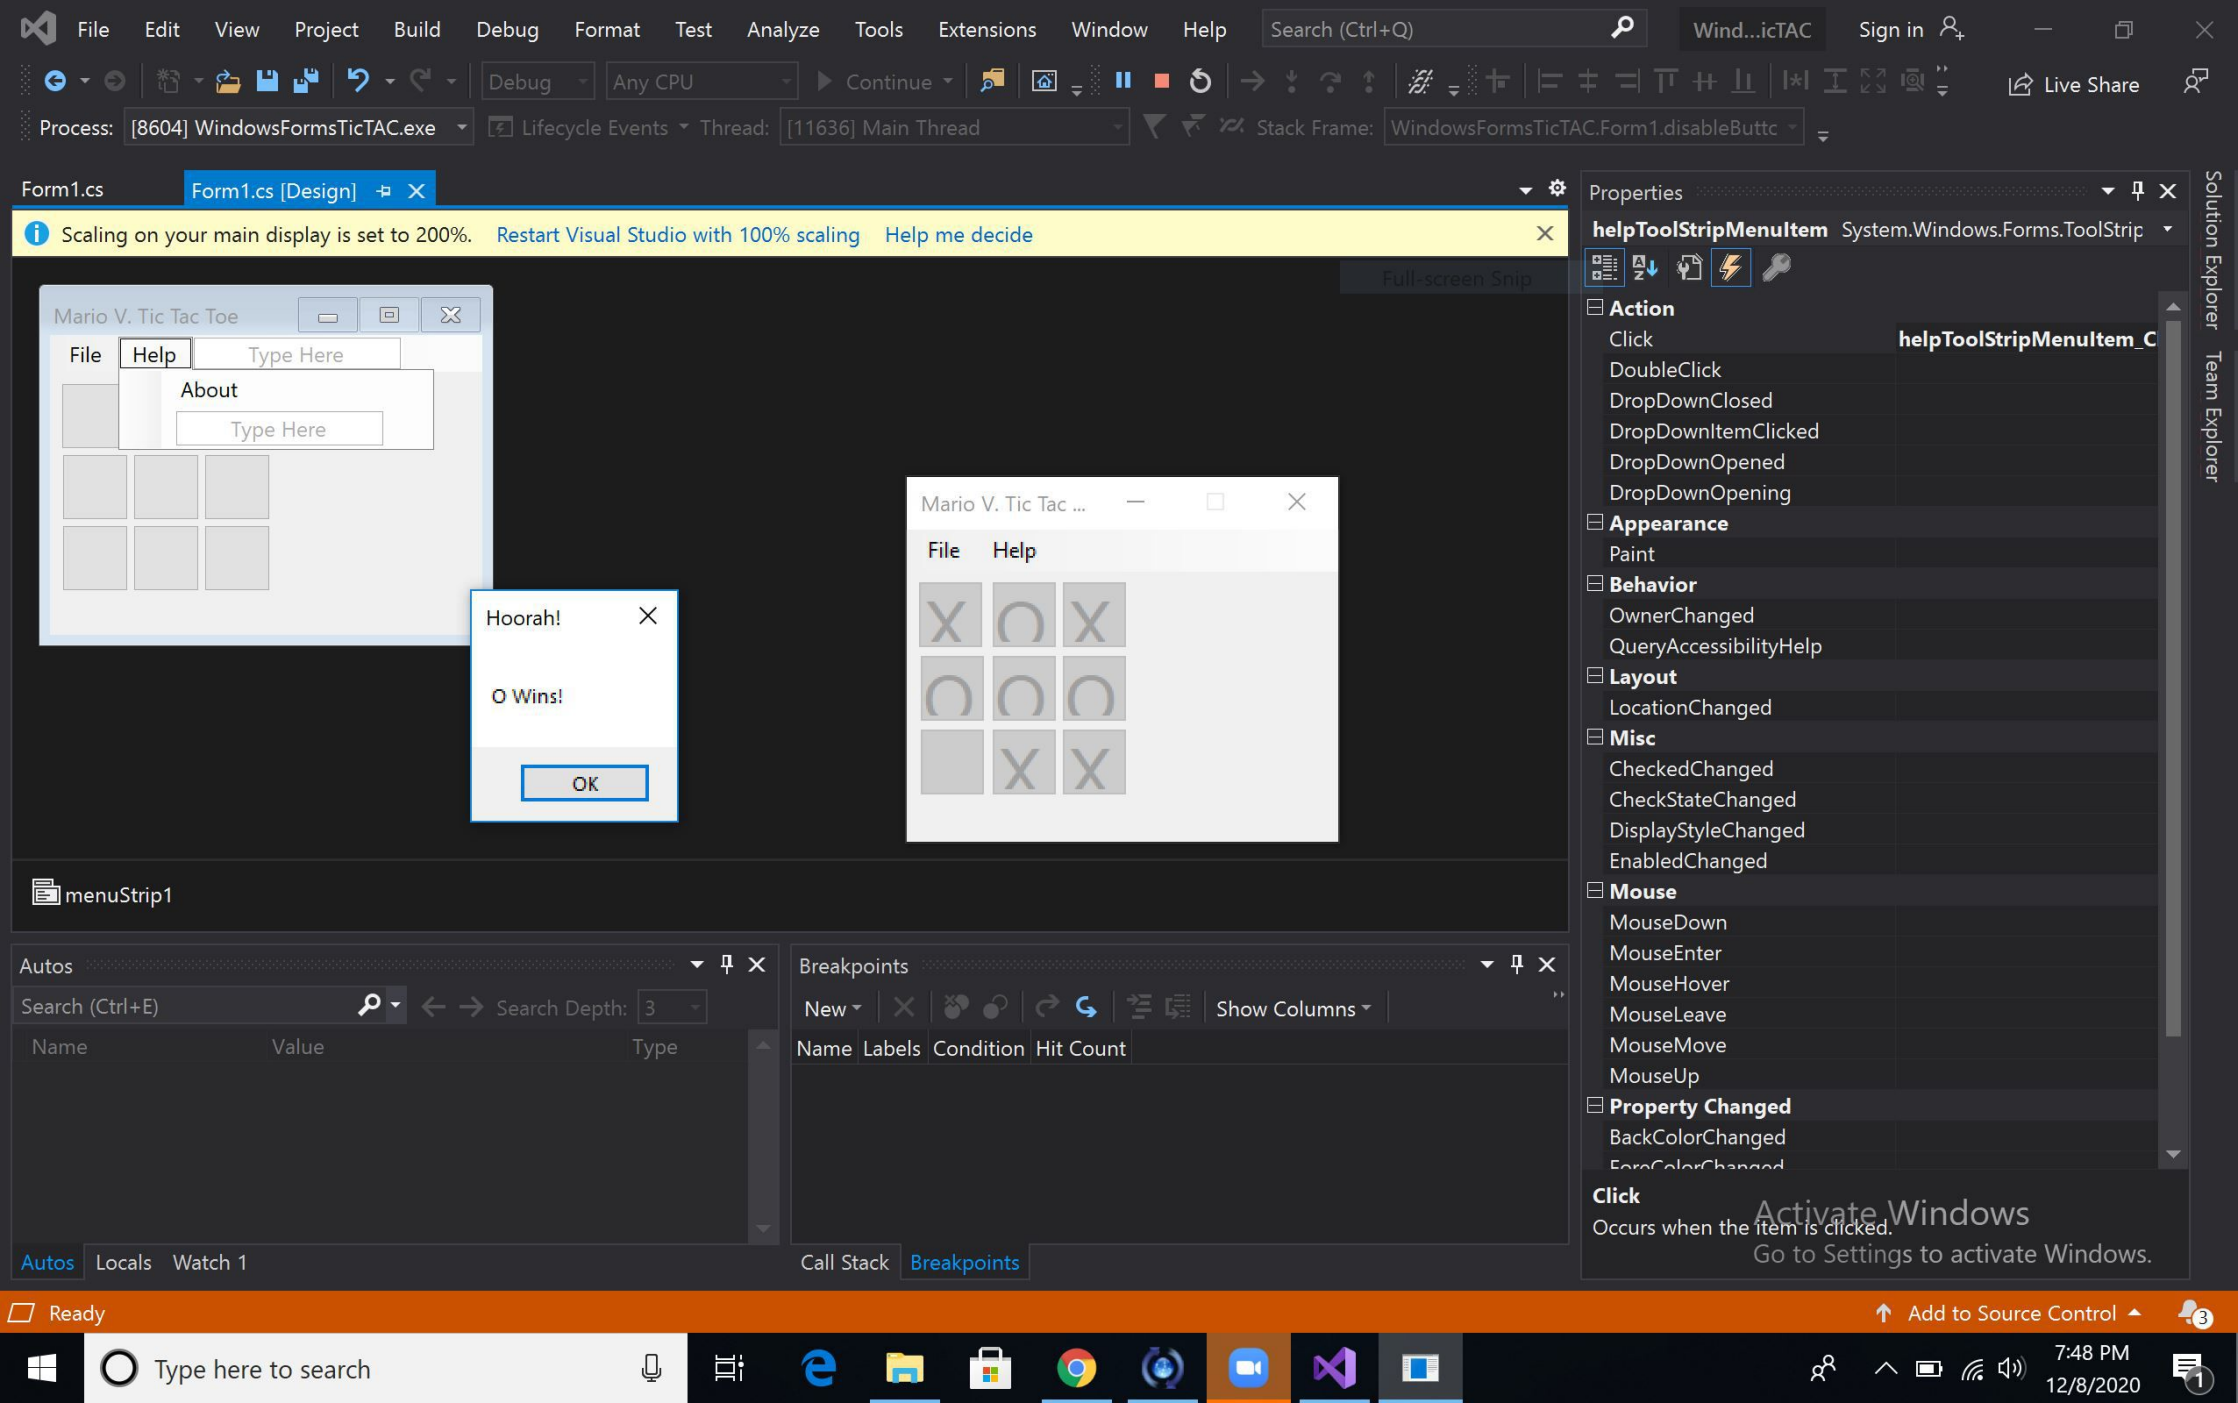 File Edit View Project Build Debug Format Test Analyze Tools Extensions Window Help Search (Ctrl+Q) Wind...icTAC Sign in
Debug Any CPU Continue Live Share
Process: [8604] WindowsFormsTicTAC.exe Lifecycle Events Thread: [11636] Main Thread Stack Frame: WindowsFormsTicTAC.Form1.disableButtc
Form1.cs Form1.cs [Design]
Scaling on your main display is set to 200%. Restart Visual Studio with 100% scaling Help me decide
Full-screen Snip
Mario V. Tic Tac Toe
File Help Type Here
About
Type Here
Hoorah!
O Wins!
OK
Mario V. Tic Tac ...
File Help
X O X
O O O
X X
menuStrip1
Autos
Search (Ctrl+E) Search Depth: 3
Name Value Type
Autos Locals Watch 1
Breakpoints
New Show Columns
Name Labels Condition Hit Count
Call Stack Breakpoints
Properties
helpToolStripMenuItem System.Windows.Forms.ToolStrip
Action
Click helpToolStripMenuItem_C
DoubleClick
DropDownClosed
DropDownItemClicked
DropDownOpened
DropDownOpening
Appearance
Paint
Behavior
OwnerChanged
QueryAccessibilityHelp
Layout
LocationChanged
Misc
CheckedChanged
CheckStateChanged
DisplayStyleChanged
EnabledChanged
Mouse
MouseDown
MouseEnter
MouseHover
MouseLeave
MouseMove
MouseUp
Property Changed
BackColorChanged
ForeColorChanged
Click
Occurs when the item is clicked.
Activate Windows
Go to Settings to activate Windows.
Solution Explorer
Team Explorer
Ready Add to Source Control 3
Type here to search
7:48 PM
12/8/2020
1